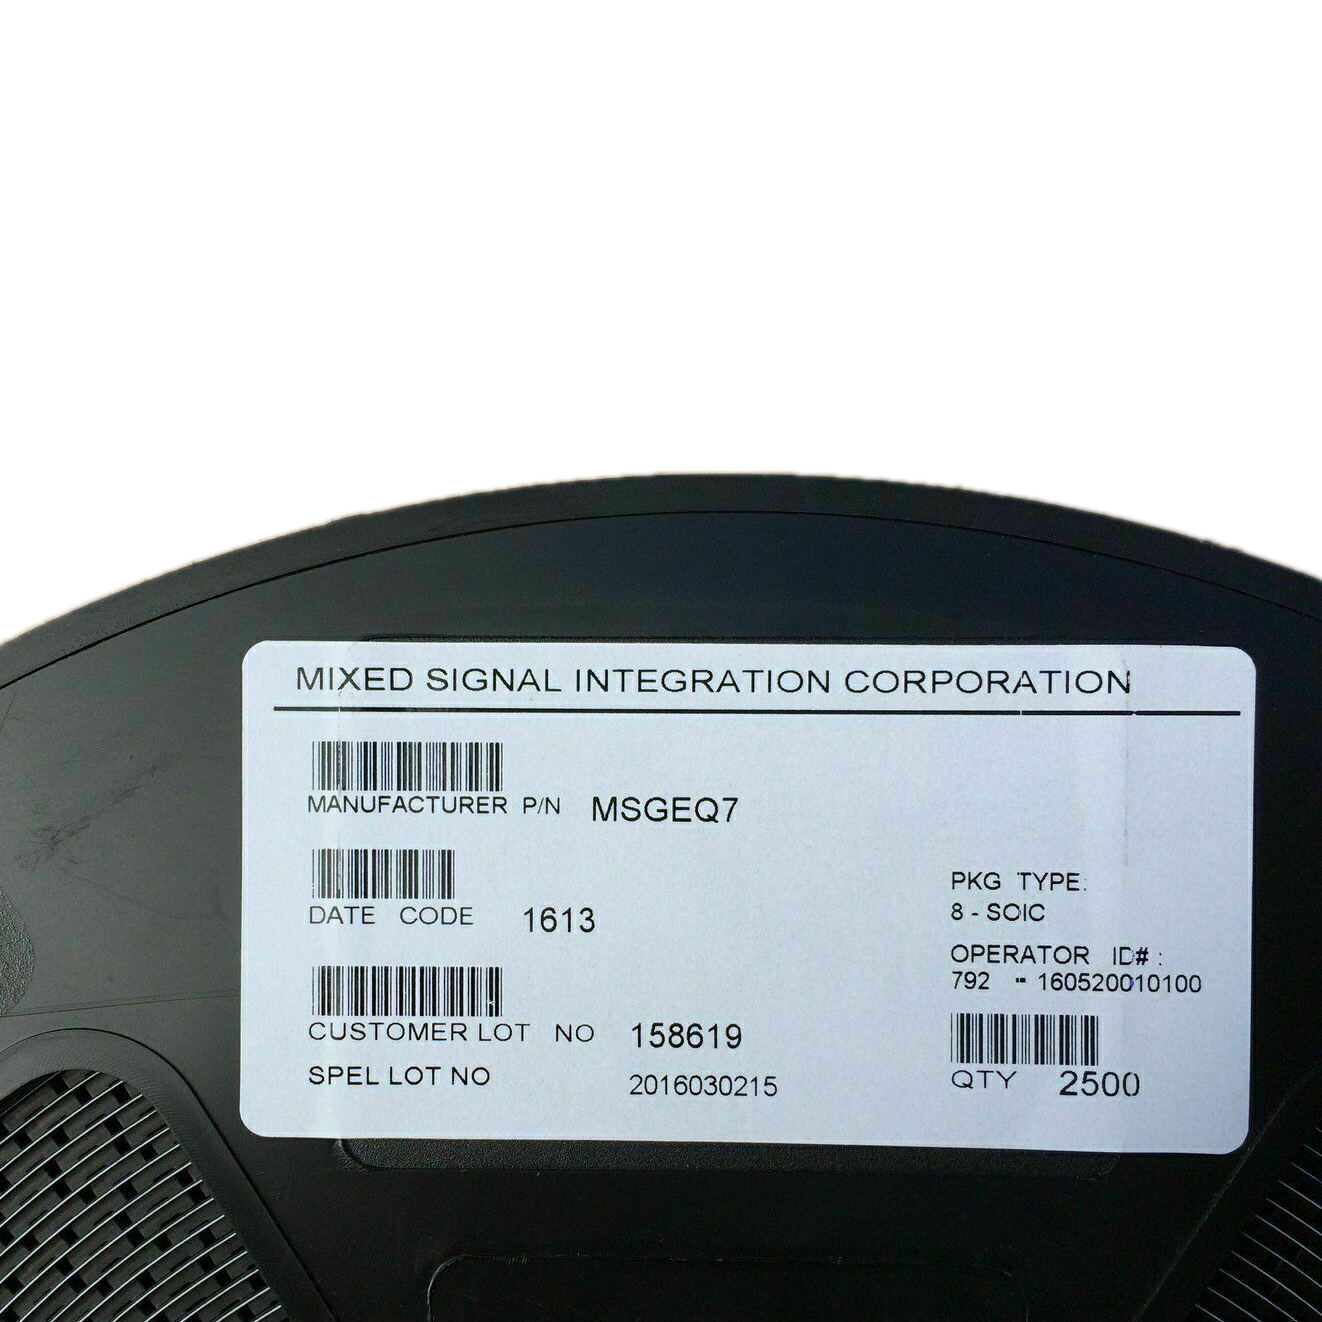 MIXED SIGNAL INTEGRATION CORPORATION
MANUFACTURER P/N MSGEQ7
DATE CODE 1613
CUSTOMER LOT NO 158619
SPEL LOT NO 2016030215
PKG TYPE:
8 - SOIC
OPERATOR ID# :
792 - 160520010100
QTY 2500